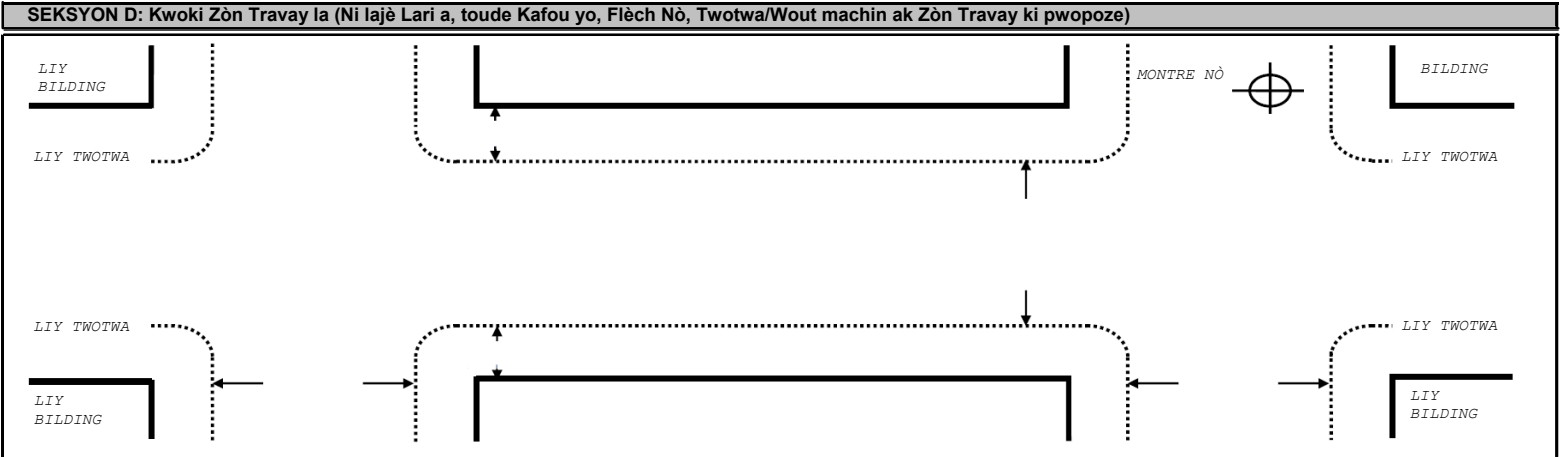 SEKSYON D: Kwoki Zòn Travay la (Ni lajè Lari a, toude Kafou yo, Flèch Nò, Twotwa/Wout machin ak Zòn Travay ki pwopoze)
LIY
BILDING
MONTRE NÒ
BILDING
LIY TWOTWA
LIY TWOTWA
LIY TWOTWA
LIY TWOTWA
LIY
BILDING
LIY
BILDING